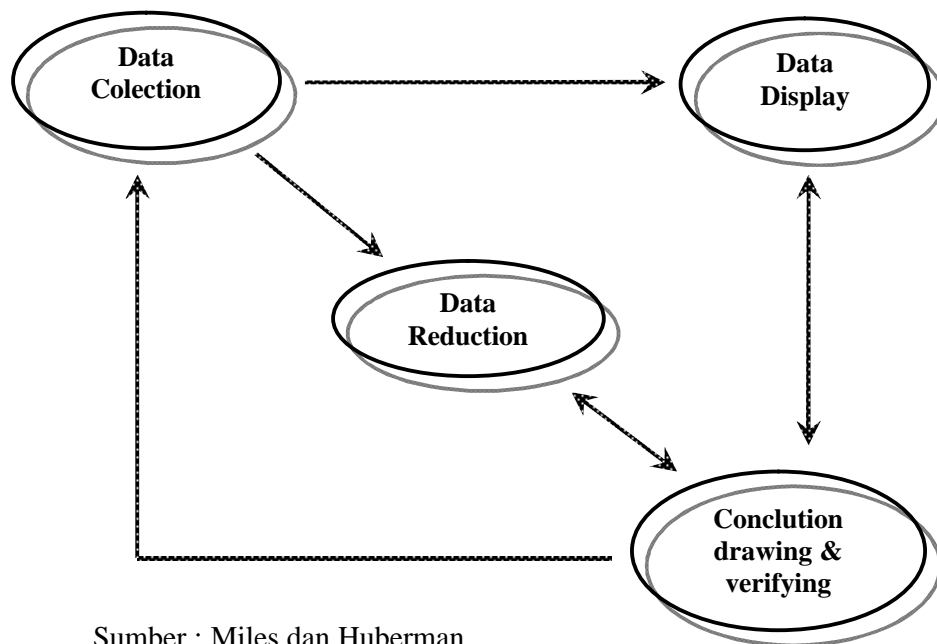 Data
Colection
Data
Display
Data
Reduction
Conclution
drawing &
verifying
Sumber : Miles dan Huberman